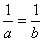 1/a = 1/b